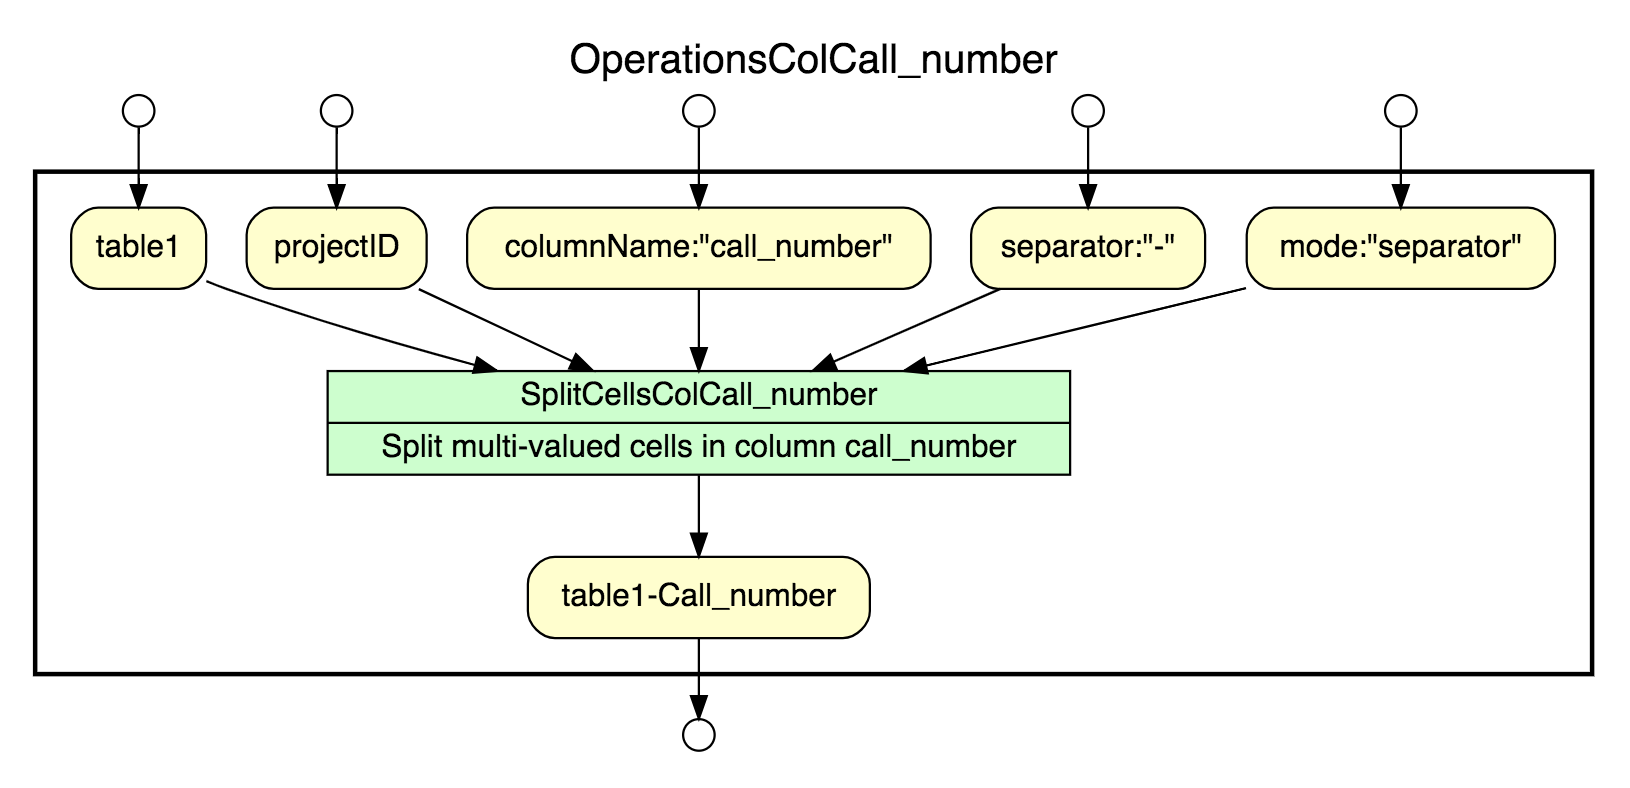 OperationsColCall_number
table1
projectID
columnName:"call_number"
separator:"-"
mode:"separator"
SplitCellsColCall_number
Split multi-valued cells in column call_number
table1-Call_number